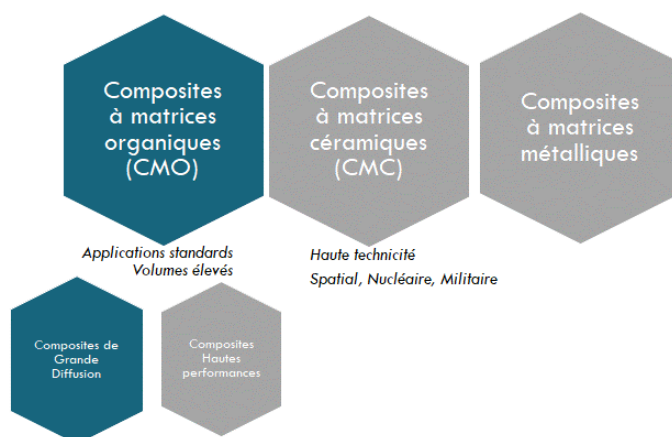 Composites
à matrices
organiques
(CMO)
Composites
à matrices
céramiques
(CMC)
Composites
à matrices
métalliques
Applications standards
Volumes élevés
Haute technicité
Spatial, Nucléaire, Militaire
Composites de
Grande
Diffusion
Composites
Hautes
performances